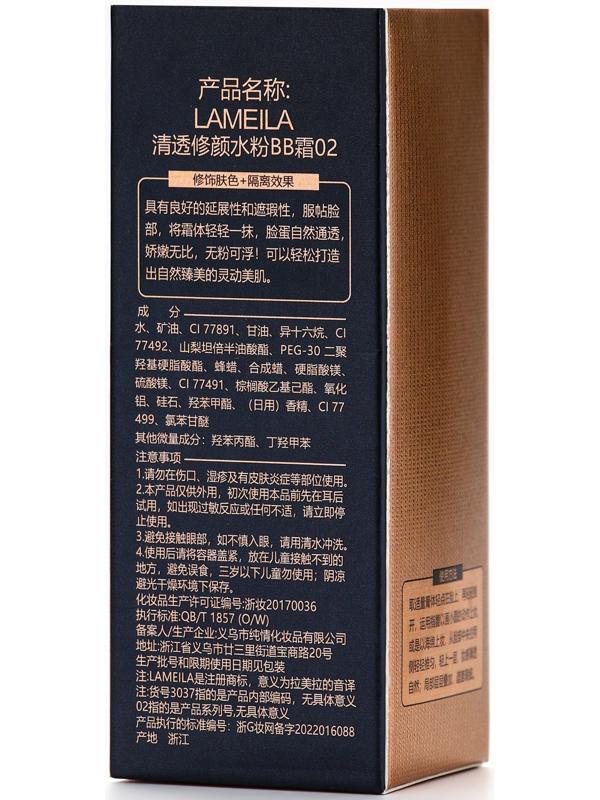 产品名称:
LAMEILA
清透修颜水粉BB霜02
修饰肤色+隔离效果
具有良好的延展性和遮瑕性，服帖脸
部，将霜体轻轻一抹，脸蛋自然通透，
娇嫩无比，无粉可浮！可以轻松打造
出自然臻美的灵动美肌。
成 分
水、矿油、CI 77891、甘油、异十六烷、CI
77492、山梨坦倍半油酸酯、PEG-30 二聚
羟基硬脂酸酯、蜂蜡、合成蜡、硬脂酸镁、
硫酸镁、CI 77491、棕榈酸乙基己酯、氧化
铝、硅石、羟苯甲酯、（日用）香精、CI 77
499、氯苯甘醚
其他微量成分：羟苯丙酯、丁羟甲苯
注意事项
1.请勿在伤口、湿疹及有皮肤炎症等部位使用。
2.本产品仅供外用，初次使用本品前先在耳后
试用，如出现过敏反应或任何不适，请立即停
止使用。
3.避免接触眼部，如不慎入眼，请用清水冲洗。
4.使用后请将容器盖紧，放在儿童接触不到的
地方，避免误食，三岁以下儿童勿使用；阴凉
避光干燥环境下保存。
化妆品生产许可证编号:浙妆20170036
执行标准:QB/T 1857 (O/W)
备案人/生产企业:义乌市纯情化妆品有限公司
地址:浙江省义乌市廿三里街道宝商路20号
生产批号和限期使用日期见包装
注:LAMEILA是注册商标，意义为拉美拉的音译
注:货号3037指的是产品内部编码，无具体意义
02指的是产品系列号,无具体意义
产品执行的标准编号：浙G妆网备字2022016088
产地 浙江
使用方法